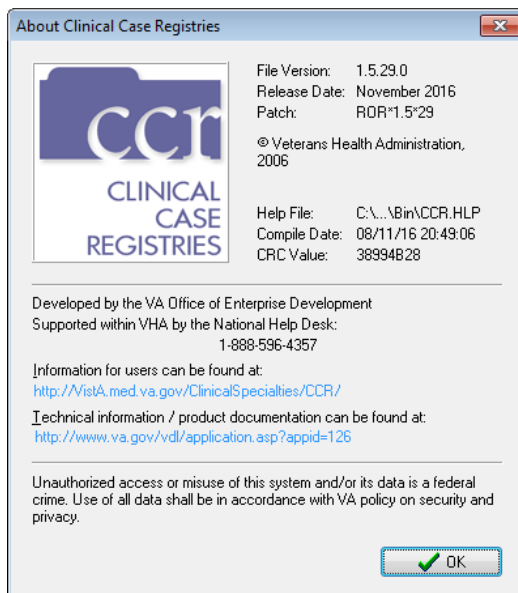 About Clinical Case Registries
ccr
CLINICAL
CASE
REGISTRIES
File Version: 1.5.29.0
Release Date: November 2016
Patch: ROR*1.5*29
© Veterans Health Administration,
2006
Help File: C:\...\Bin\CCR.HLP
Compile Date: 08/11/16 20:49:06
CRC Value: 38994B28
Developed by the VA Office of Enterprise Development
Supported within VHA by the National Help Desk:
1-888-596-4357
Information for users can be found at:
http://VistA.med.va.gov/ClinicalSpecialties/CCR/
Technical information / product documentation can be found at:
http://www.va.gov/vdl/application.asp?appid=126
Unauthorized access or misuse of this system and/or its data is a federal
crime. Use of all data shall be in accordance with VA policy on security and
privacy.
OK